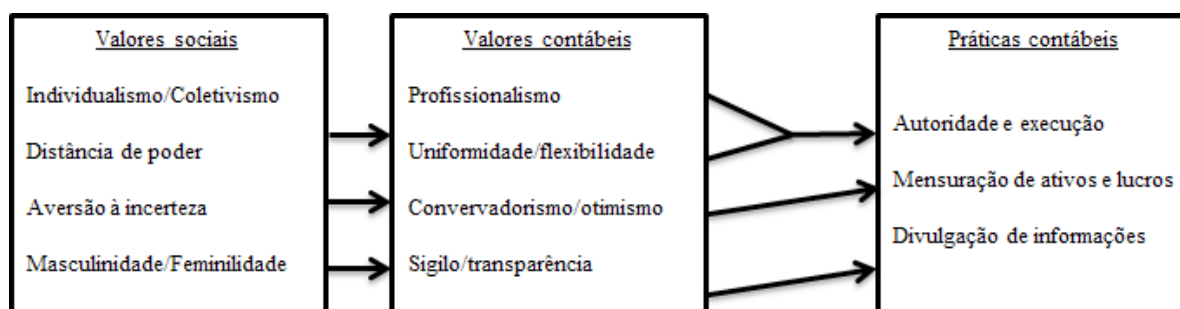 Valores sociais
Individualismo/Coletivismo
Distância de poder
Aversão à incerteza
Masculinidade/Feminilidade
Valores contábeis
Profissionalismo
Uniformidade/flexibilidade
Convervadorismo/otimismo
Sigilo/transparência
Práticas contábeis
Autoridade e execução
Mensuração de ativos e lucros
Divulgação de informações